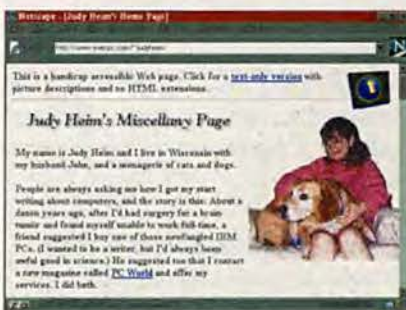 Netscape - [Judy Heim's Home Page]
This is a handicap accessible Web page. Click for a text-only version with
picture descriptions and no HTML extensions.
Judy Heim's Miscellany Page
My name is Judy Heim and I live in Wisconsin with
my husband John, and a menagerie of cats and dogs.
People are always asking me how I got my start
writing about computers, and the story is this: About a
dozen years ago, after I'd had surgery for a brain
tumor and found myself unable to work full-time, a
friend suggested I buy one of those newfangled IBM
PCs. (I wanted to be a writer, but I'd always been
awful good in science.) He suggested too that I contact
a new magazine called PC World and offer my
services. I did both.